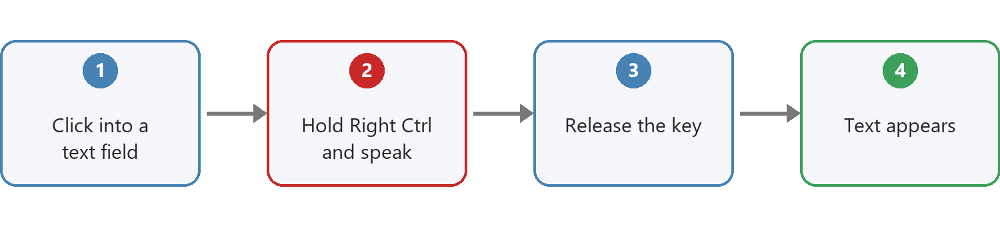 1
Click into a
text field
2
Hold Right Ctrl
and speak
3
Release the key
4
Text appears